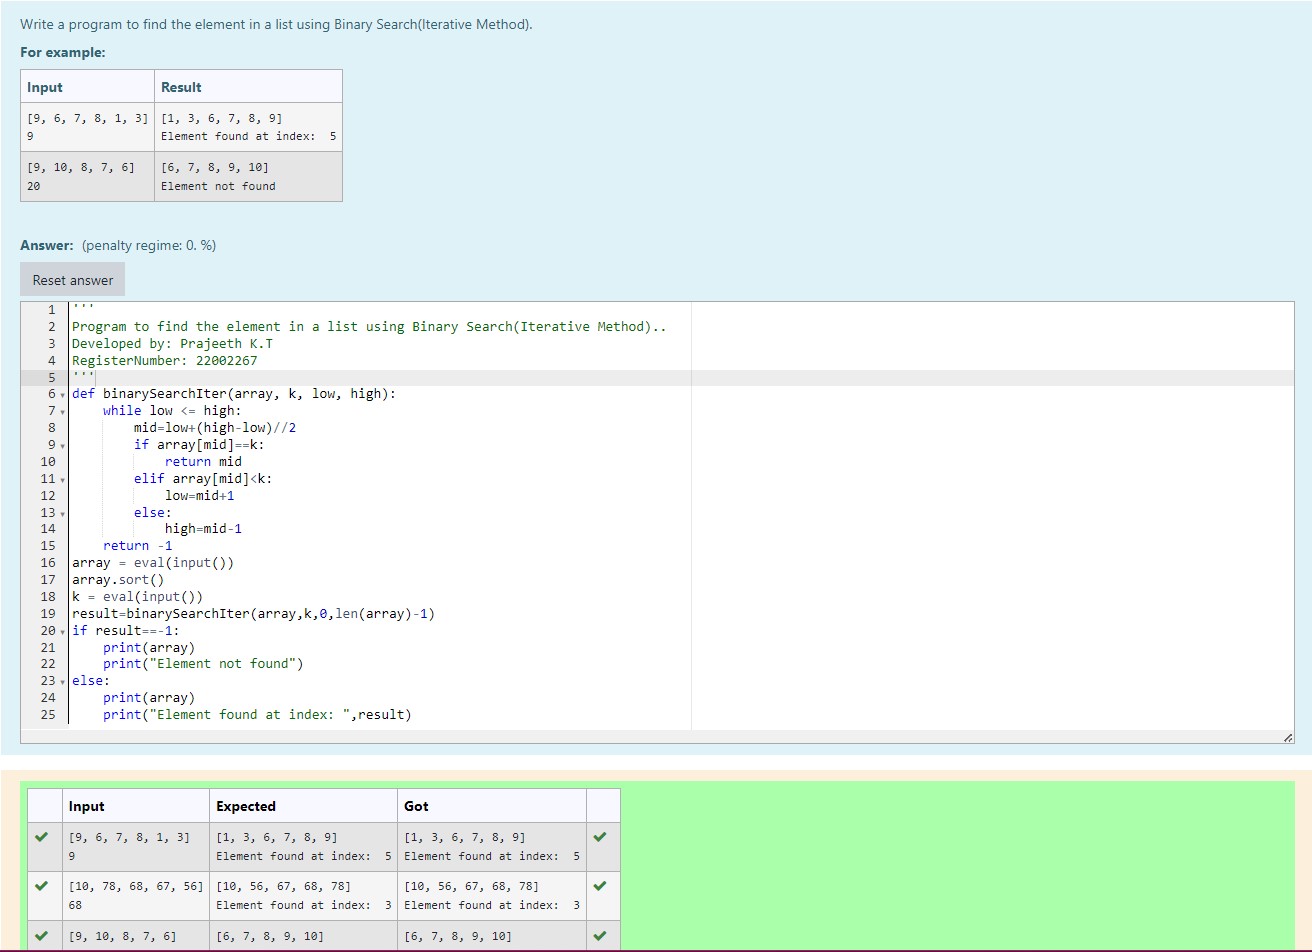 Write a program to find the element in a list using Binary Search(Iterative Method).
For example:
Input Result
[9, 6, 7, 8, 1, 3] [1, 3, 6, 7, 8, 9]
9 Element found at index:  5
[9, 10, 8, 7, 6] [6, 7, 8, 9, 10]
20 Element not found
Answer: (penalty regime: 0. %)
Reset answer
1 '''
2 Program to find the element in a list using Binary Search(Iterative Method)..
3 Developed by: Prajeeth K.T
4 RegisterNumber: 22002267
5 '''
6 def binarySearchIter(array, k, low, high):
7     while low <= high:
8         mid=low+(high-low)//2
9         if array[mid]==k:
10             return mid
11         elif array[mid]<k:
12             low=mid+1
13         else:
14             high=mid-1
15     return -1
16 array = eval(input())
17 array.sort()
18 k = eval(input())
19 result=binarySearchIter(array,k,0,len(array)-1)
20 if result==-1:
21     print(array)
22     print("Element not found")
23 else:
24     print(array)
25     print("Element found at index: ",result)
Input Expected Got
[9, 6, 7, 8, 1, 3] [1, 3, 6, 7, 8, 9] [1, 3, 6, 7, 8, 9]
9 Element found at index:  5 Element found at index:  5
[10, 78, 68, 67, 56] [10, 56, 67, 68, 78] [10, 56, 67, 68, 78]
68 Element found at index:  3 Element found at index:  3
[9, 10, 8, 7, 6] [6, 7, 8, 9, 10] [6, 7, 8, 9, 10]